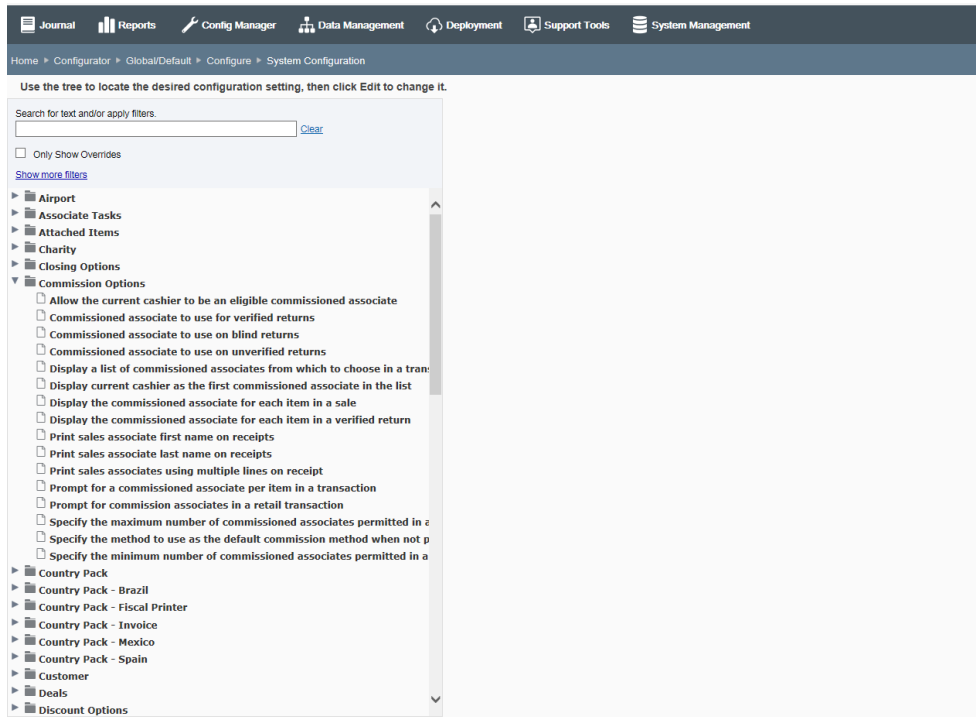 Journal Reports Config Manager Data Management Deployment Support Tools System Management
Home Configurator Global/Default Configure System Configuration
Use the tree to locate the desired configuration setting, then click Edit to change it.
Search for text and/or apply filters.
Clear
Only Show Overrides
Show more filters
Airport
Associate Tasks
Attached Items
Charity
Closing Options
Commission Options
Allow the current cashier to be an eligible commissioned associate
Commissioned associate to use for verified returns
Commissioned associate to use on blind returns
Commissioned associate to use on unverified returns
Display a list of commissioned associates from which to choose in a tran
Display current cashier as the first commissioned associate in the list
Display the commissioned associate for each item in a sale
Display the commissioned associate for each item in a verified return
Print sales associate first name on receipts
Print sales associate last name on receipts
Print sales associates using multiple lines on receipt
Prompt for a commissioned associate per item in a transaction
Prompt for commission associates in a retail transaction
Specify the maximum number of commissioned associates permitted in a
Specify the method to use as the default commission method when not p
Specify the minimum number of commissioned associates permitted in a
Country Pack
Country Pack - Brazil
Country Pack - Fiscal Printer
Country Pack - Invoice
Country Pack - Mexico
Country Pack - Spain
Customer
Deals
Discount Options